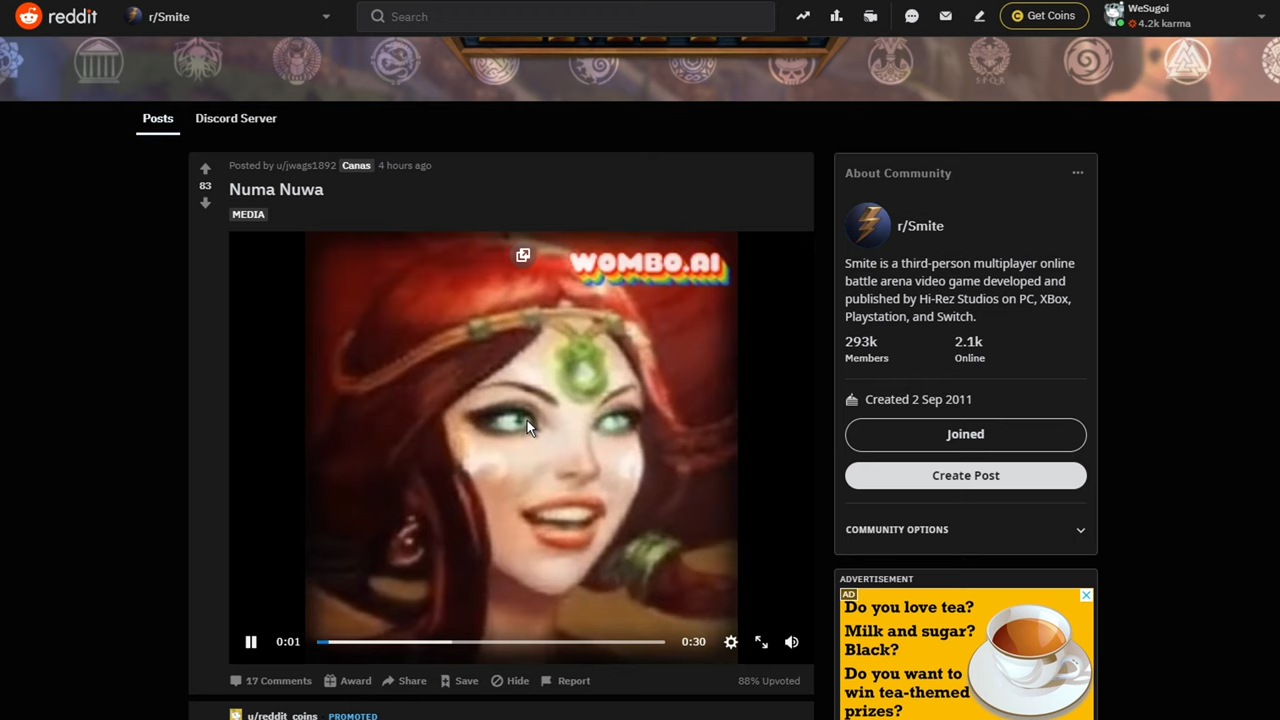 reddit
r/Smite
Search
Get Coins
WeSugoi
4.2k karma
S P Q R
Posts
Discord Server
Posted by u/jwags1892 Canas 4 hours ago
83
Numa Nuwa
MEDIA
WOMBO.AI
0:01
0:30
17 Comments
Award
Share
Save
Hide
Report
88% Upvoted
u/reddit_coins PROMOTED
About Community
r/Smite
Smite is a third-person multiplayer online
battle arena video game developed and
published by Hi-Rez Studios on PC, XBox,
Playstation, and Switch.
293k
Members
2.1k
Online
Created 2 Sep 2011
Joined
Create Post
COMMUNITY OPTIONS
ADVERTISEMENT
AD
Do you love tea?
Milk and sugar?
Black?
Do you want to
win tea-themed
prizes?